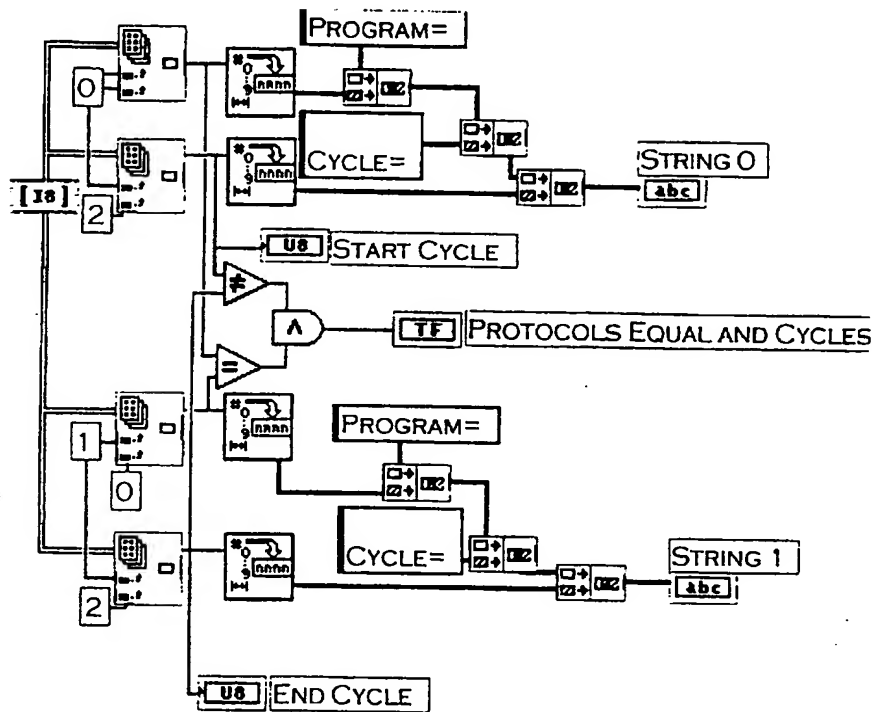 PROGRAM=
0
CYCLE=
STRING 0
abc
[I8]
2
U8 START CYCLE
≠
∧
TF PROTOCOLS EQUAL AND CYCLES
=
1
PROGRAM=
0
CYCLE=
STRING 1
abc
2
U8 END CYCLE